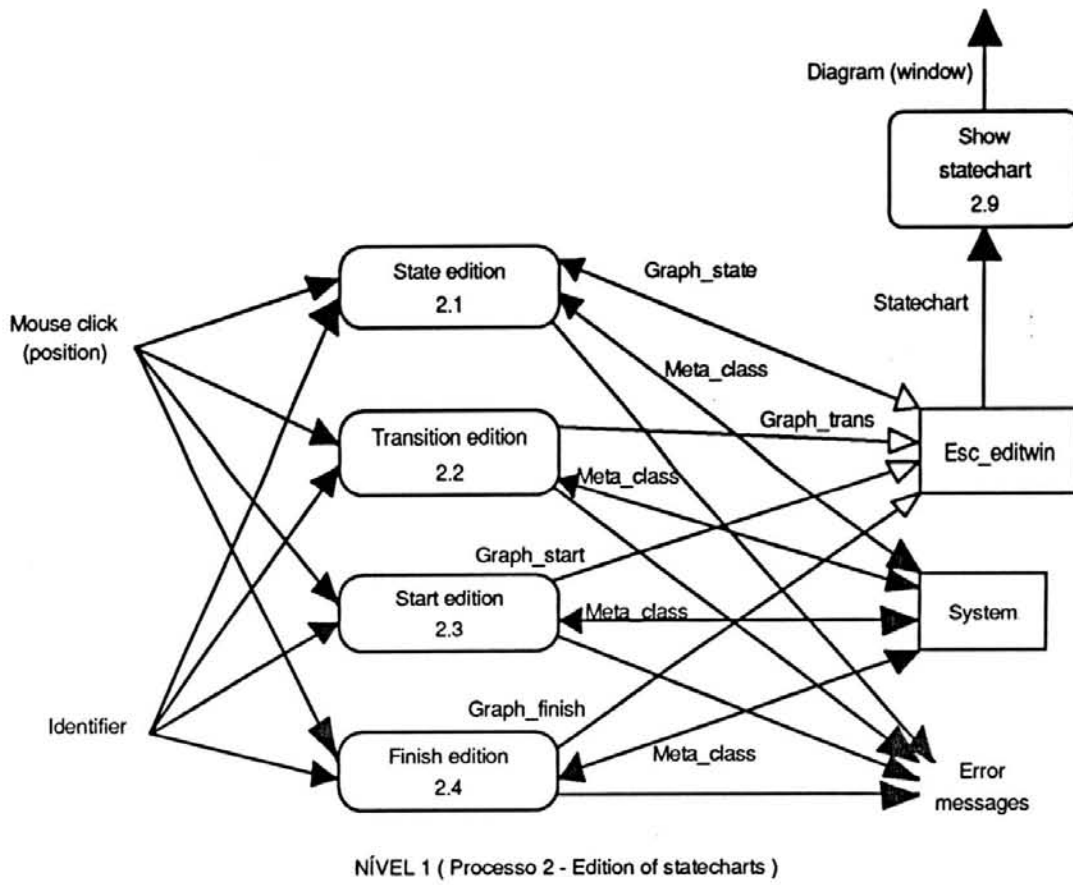 Diagram (window)
Show
statechart
2.9
State edition
2.1
Graph_state
Statechart
Mouse click
(position)
Meta_class
Transition edition
2.2
Graph_trans
Esc_editwin
Meta_class
Graph_start
Start edition
2.3
Meta_class
System
Identifier
Graph_finish
Finish edition
2.4
Meta_class
Error
messages
NÍVEL 1 ( Processo 2 - Edition of statecharts )